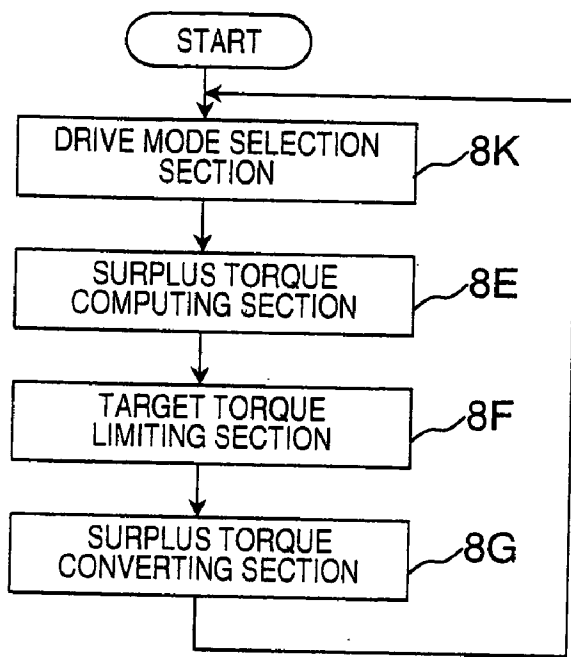 START
DRIVE MODE SELECTION
SECTION
8K
SURPLUS TORQUE
COMPUTING SECTION
8E
TARGET TORQUE
LIMITING SECTION
8F
SURPLUS TORQUE
CONVERTING SECTION
8G